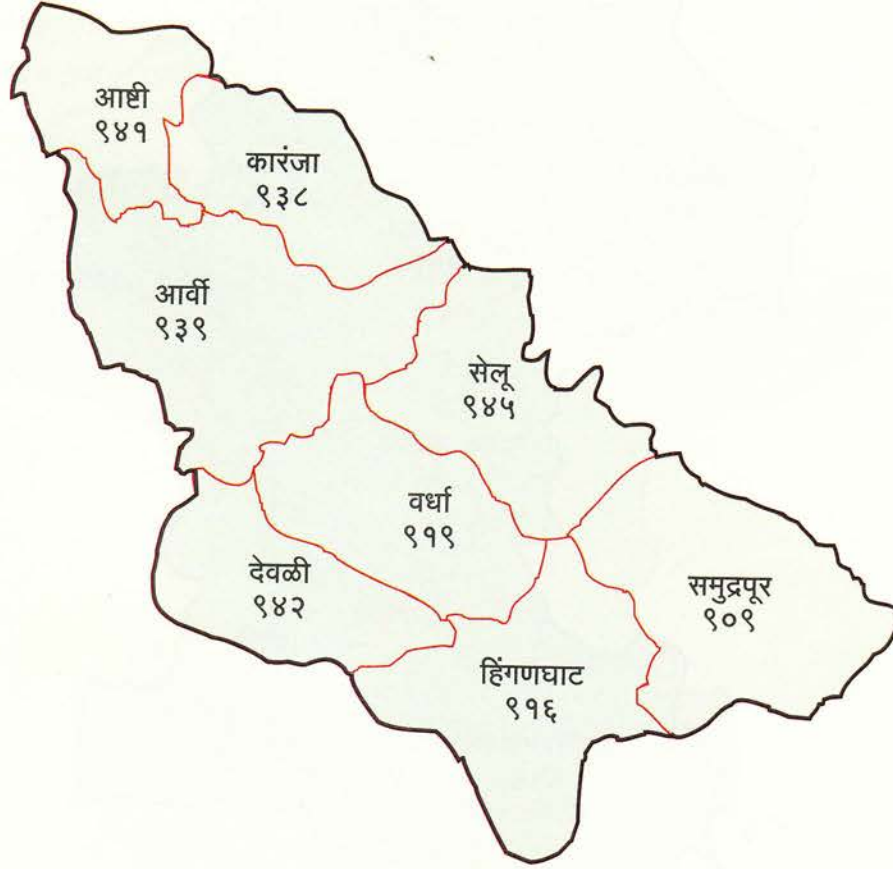 आष्टी
९४१
कारंजा
९३८
आर्वी
९३९
सेलू
९४५
वर्धा
९१९
देवळी
९४२
समुद्रपूर
९०९
हिंगणघाट
९१६